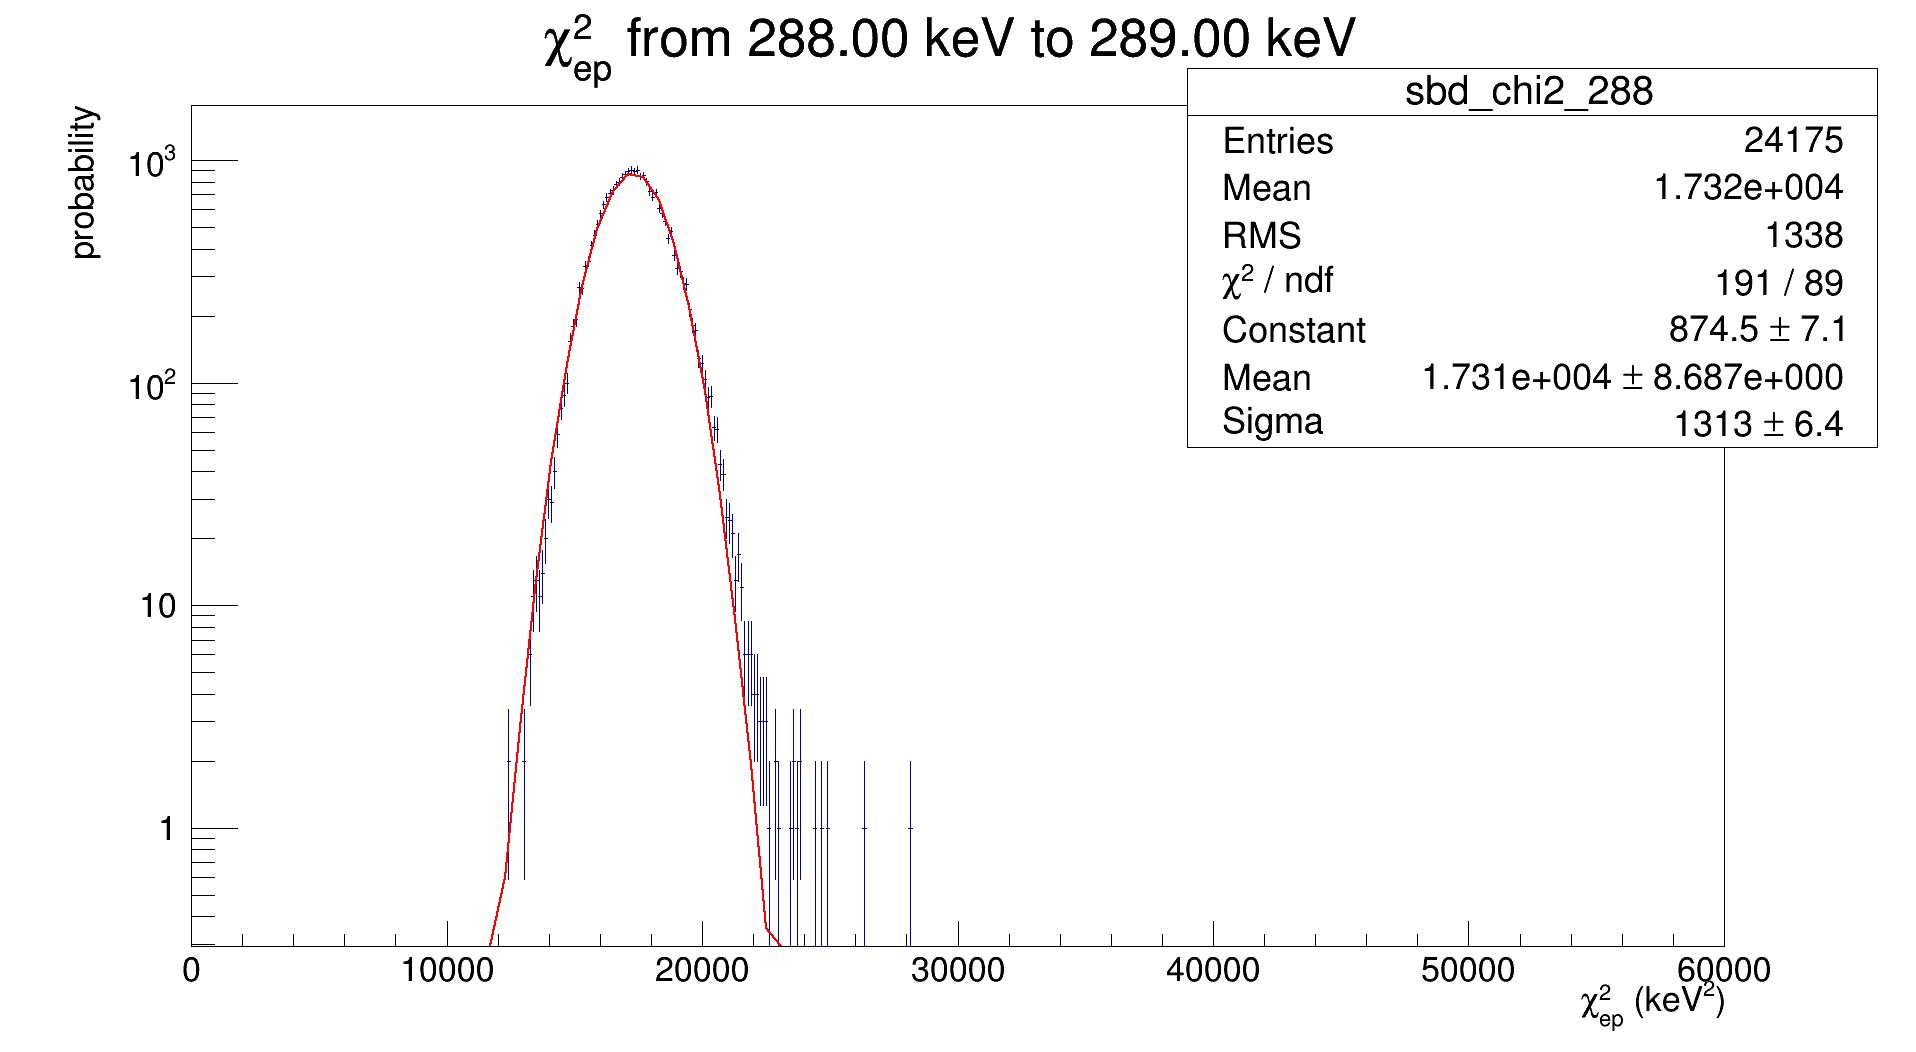 χ²ep from 288.00 keV to 289.00 keV
sbd_chi2_288
Entries 24175
Mean 1.732e+004
RMS 1338
χ² / ndf 191 / 89
Constant 874.5 ± 7.1
Mean 1.731e+004 ± 8.687e+000
Sigma 1313 ± 6.4
probability
10³
10²
10
1
0 10000 20000 30000 40000 50000 60000
χ²ep (keV²)